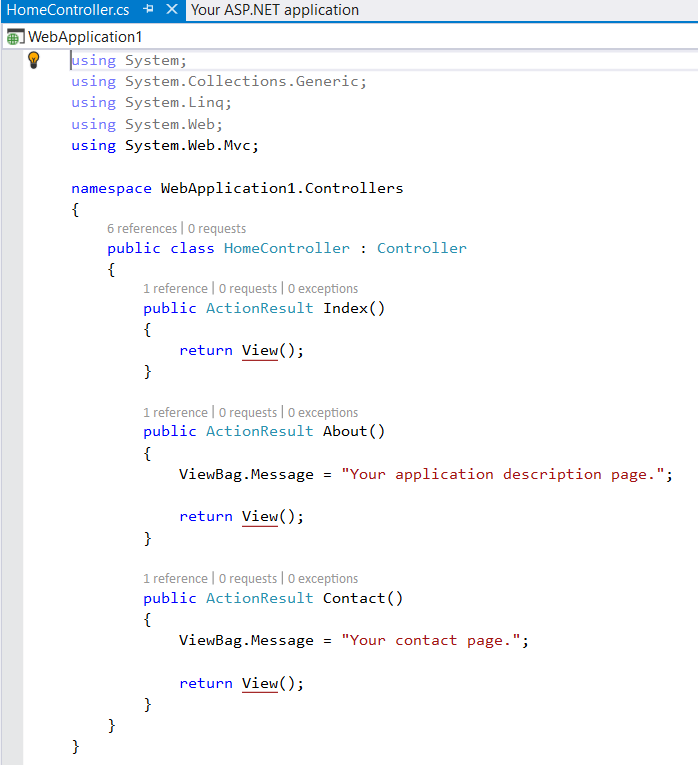 HomeController.cs Your ASP.NET application
WebApplication1
using System;
using System.Collections.Generic;
using System.Linq;
using System.Web;
using System.Web.Mvc;
namespace WebApplication1.Controllers
{
6 references | 0 requests
public class HomeController : Controller
{
1 reference | 0 requests | 0 exceptions
public ActionResult Index()
{
return View();
}
1 reference | 0 requests | 0 exceptions
public ActionResult About()
{
ViewBag.Message = "Your application description page.";
return View();
}
1 reference | 0 requests | 0 exceptions
public ActionResult Contact()
{
ViewBag.Message = "Your contact page.";
return View();
}
}
}